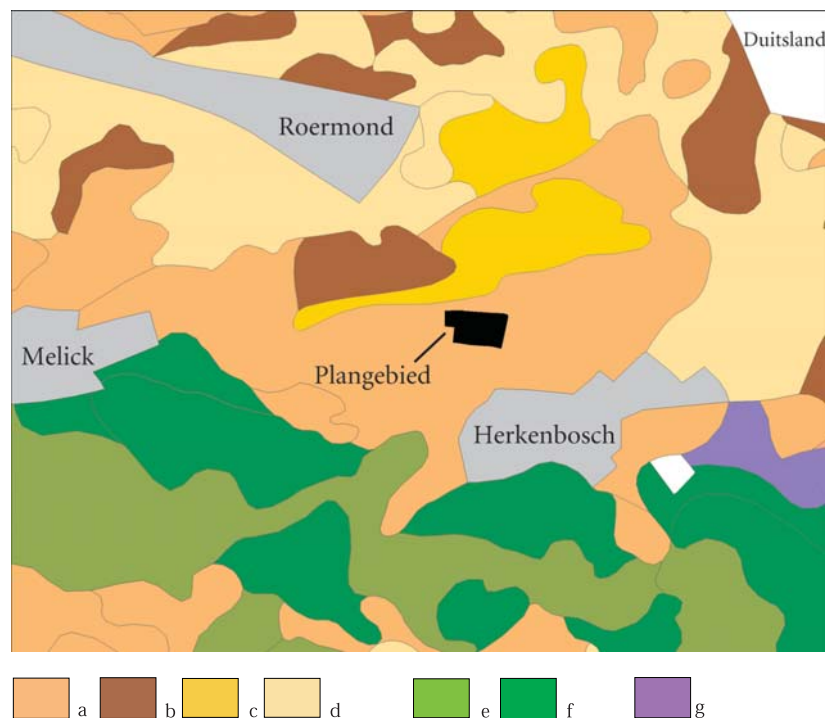 Duitsland
Roermond
Melick
Plangebied
Herkenbosch
a b c d e f g